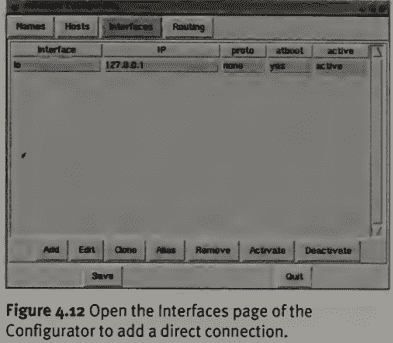 Names Hosts Interfaces Routing
Interface IP proto atboot active
lo 127.0.0.1 none yes active
Add Edit Clone Alias Remove Activate Deactivate
Save Quit
Figure 4.12 Open the Interfaces page of the
Configurator to add a direct connection.